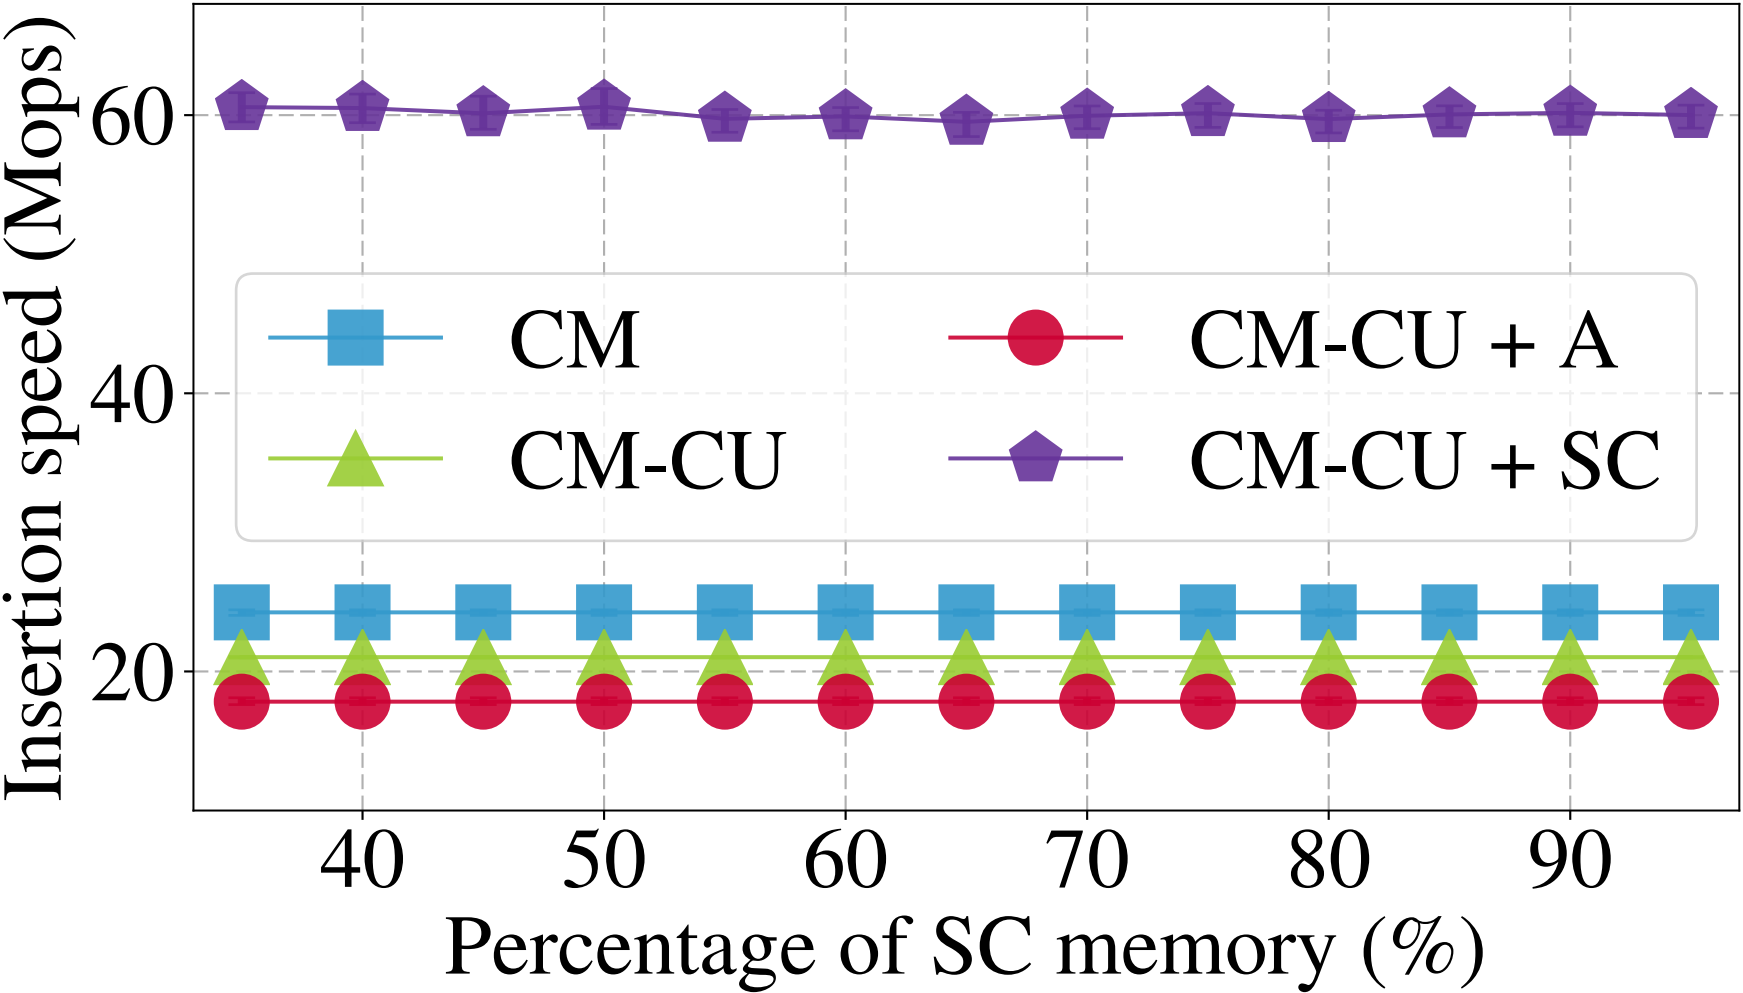 Insertion speed (Mops)
60
40
20
CM
CM-CU + A
CM-CU
CM-CU + SC
40 50 60 70 80 90
Percentage of SC memory (%)